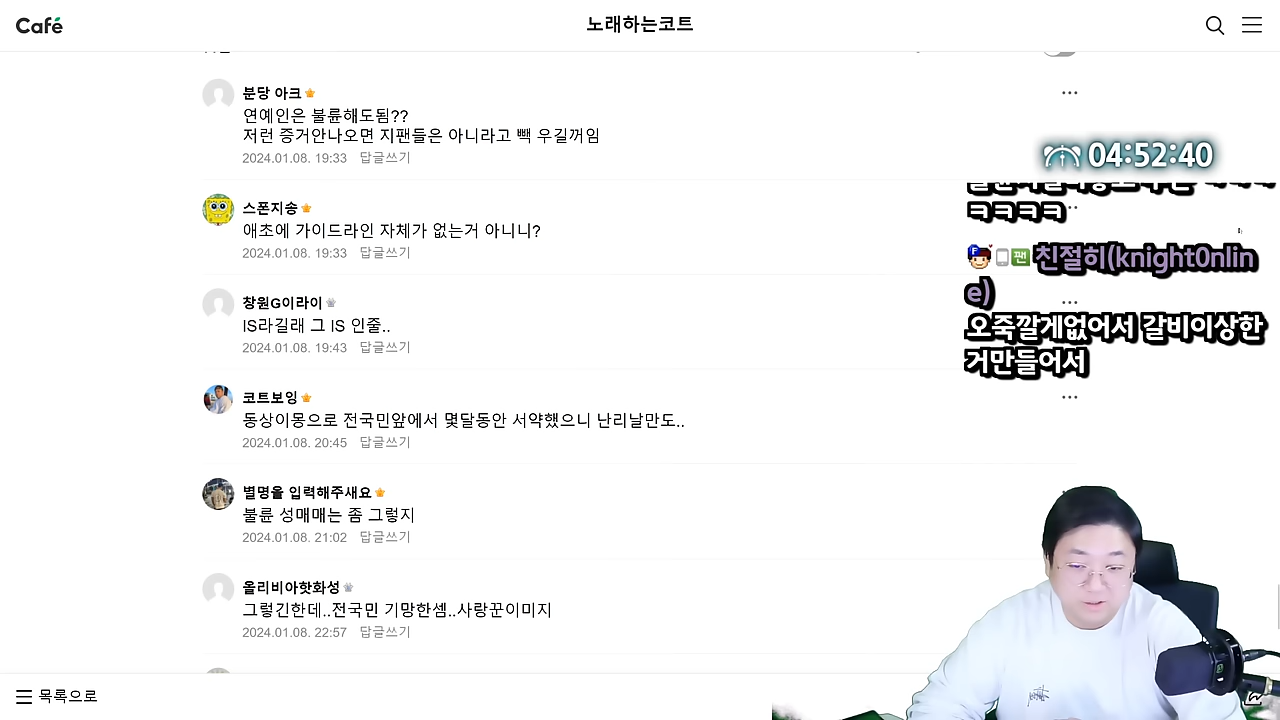 Café
노래하는코트
분당 아크
연예인은 불륜해도됨??
저런 증거안나오면 지팬들은 아니라고 빽 우길꺼임
2024.01.08. 19:33 답글쓰기
04:52:40
스폰지송
애초에 가이드라인 자체가 없는거 아니니?
2024.01.08. 19:33 답글쓰기
ㅋㅋㅋㅋ
F 팬 친절히(knight0nlin
e)
오죽깔게없어서 갈비이상한
거만들어서
창원G이라이
IS라길래 그 IS 인줄..
2024.01.08. 19:43 답글쓰기
코트보잉
동상이몽으로 전국민앞에서 몇달동안 서약했으니 난리날만도..
2024.01.08. 20:45 답글쓰기
별명을 입력해주새요
불륜 성매매는 좀 그렇지
2024.01.08. 21:02 답글쓰기
올리비아핫화성
그렇긴한데..전국민 기망한셈..사랑꾼이미지
2024.01.08. 22:57 답글쓰기
목록으로